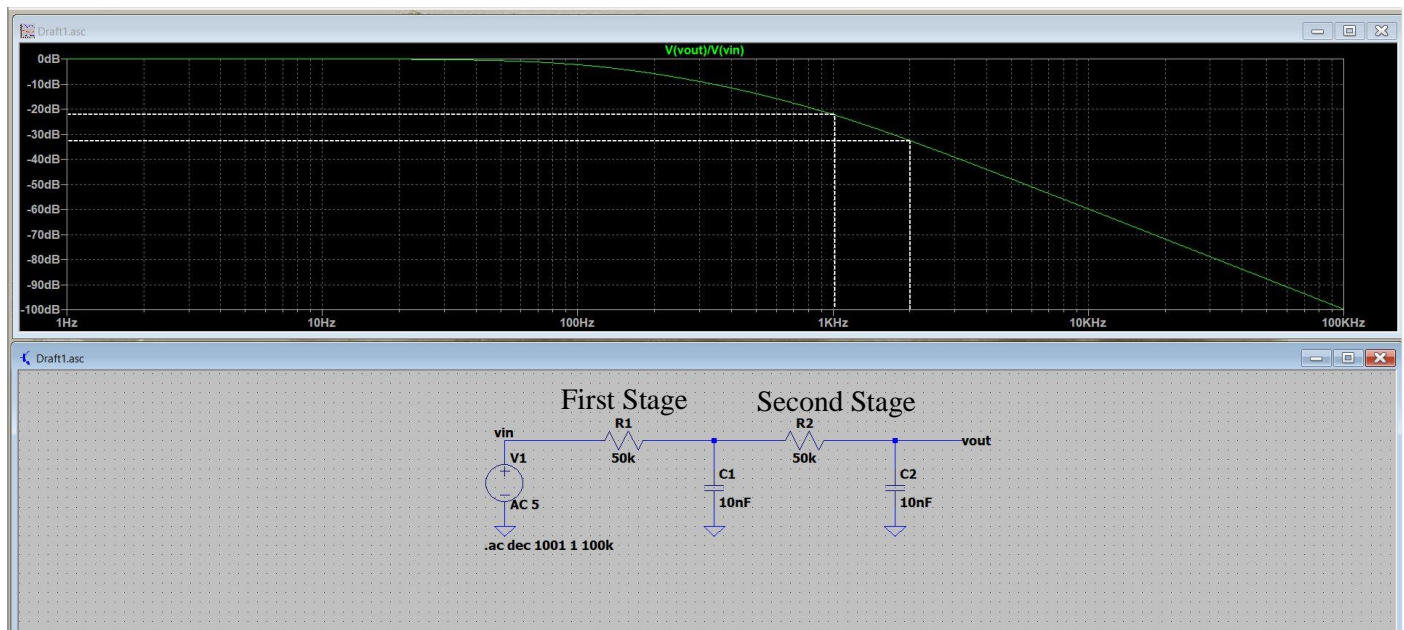 Draft1.asc
V(vout)/V(vin)
0dB
-10dB
-20dB
-30dB
-40dB
-50dB
-60dB
-70dB
-80dB
-90dB
-100dB
1Hz 10Hz 100Hz 1KHz 10KHz 100KHz
Draft1.asc
First Stage Second Stage
R1 R2
vin vout
50k 50k
V1
C1 C2
AC 5 10nF 10nF
.ac dec 1001 1 100k